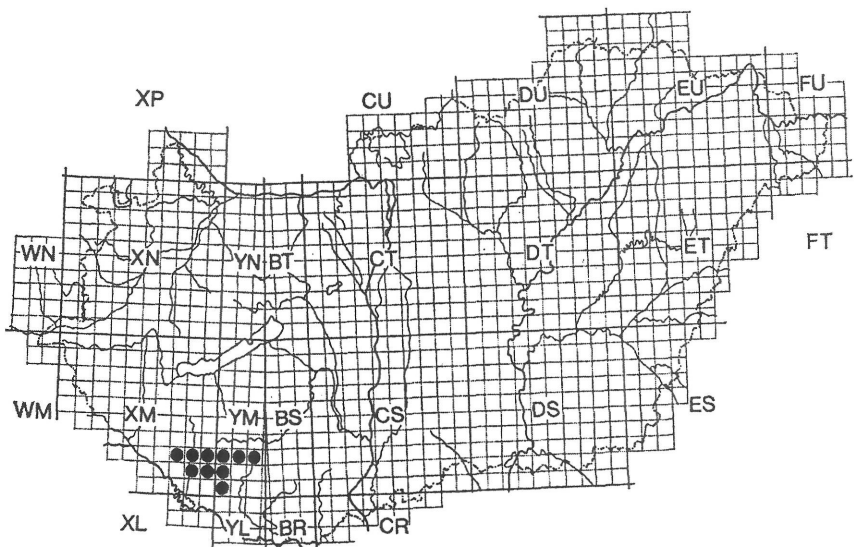 XP CU DU EU FU
WN XN YN BT CT DT ET FT
WM XM YM BS CS DS ES
XL YL BR CR